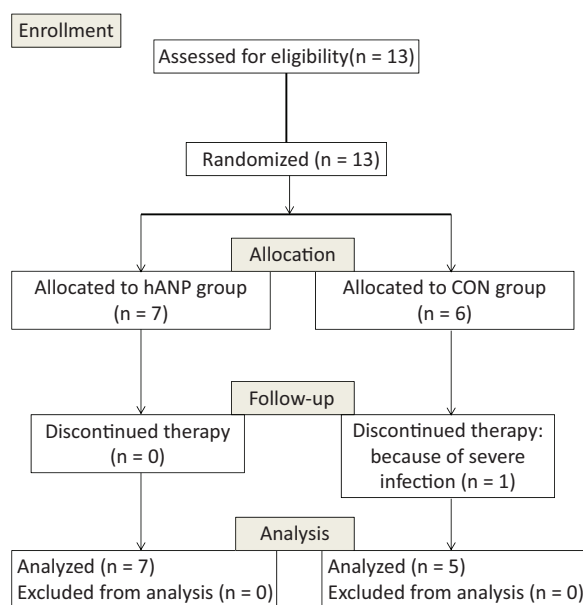 Enrollment
Assessed for eligibility(n = 13)
Randomized (n = 13)
Allocation
Allocated to hANP group
(n = 7)
Allocated to CON group
(n = 6)
Follow-up
Discontinued therapy
(n = 0)
Discontinued therapy:
because of severe
infection (n = 1)
Analysis
Analyzed (n = 7)
Excluded from analysis (n = 0)
Analyzed (n = 5)
Excluded from analysis (n = 0)